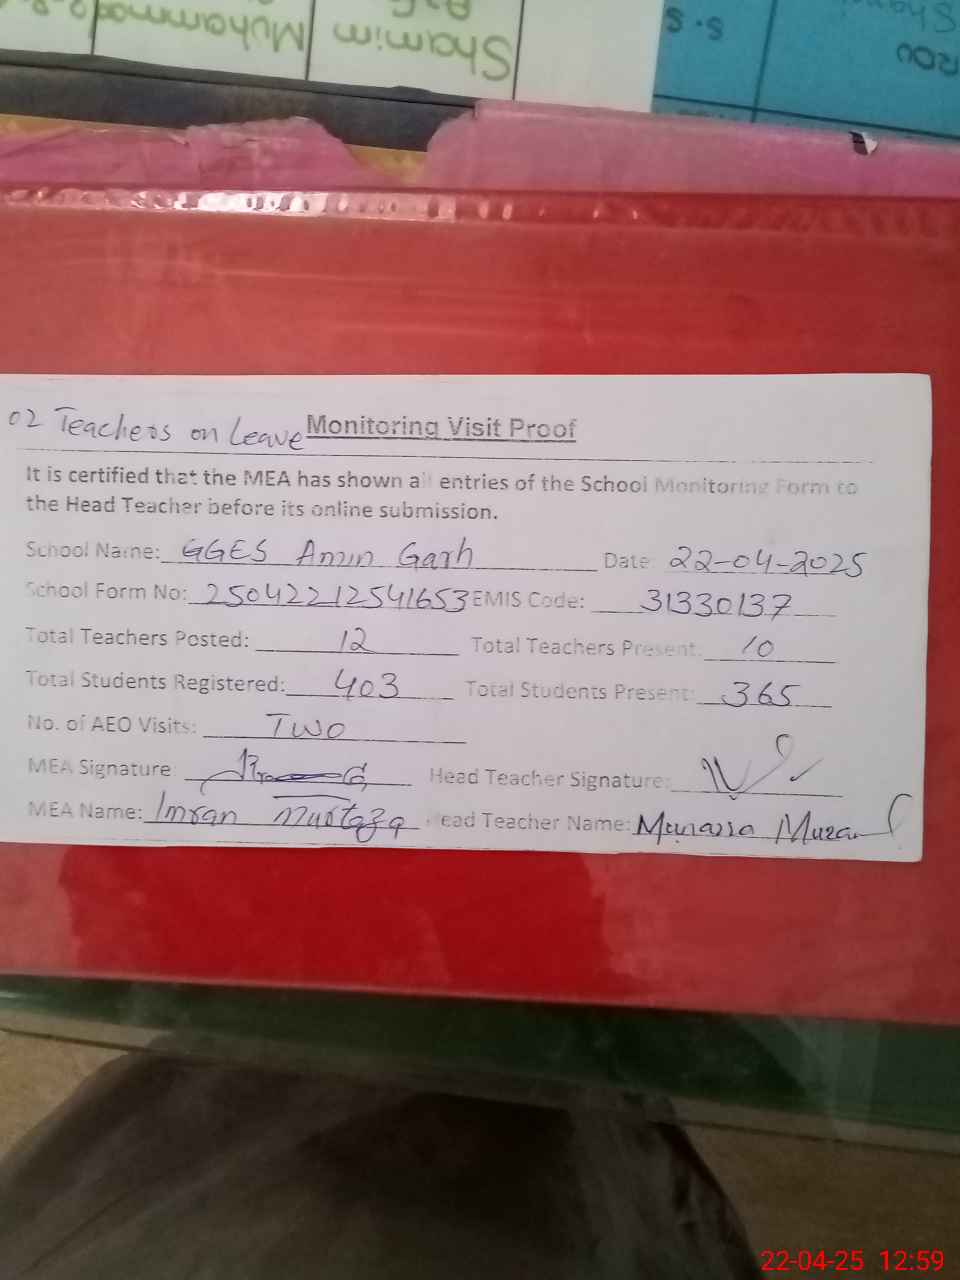 S.S
Shamim
Muhammad
02 Teachers on Leave Monitoring Visit Proof
It is certified that the MEA has shown all entries of the School Monitoring Form to
the Head Teacher before its online submission.
School Name: GGES Amin Garh Date: 22-04-2025
School Form No: 25042212541653 EMIS Code: 31330137
Total Teachers Posted: 12 Total Teachers Present: 10
Total Students Registered: 403 Total Students Present: 365
No. of AEO Visits: Two
MEA Signature: Head Teacher Signature:
MEA Name: Imran Murtaza Head Teacher Name:
22-04-25 12:59